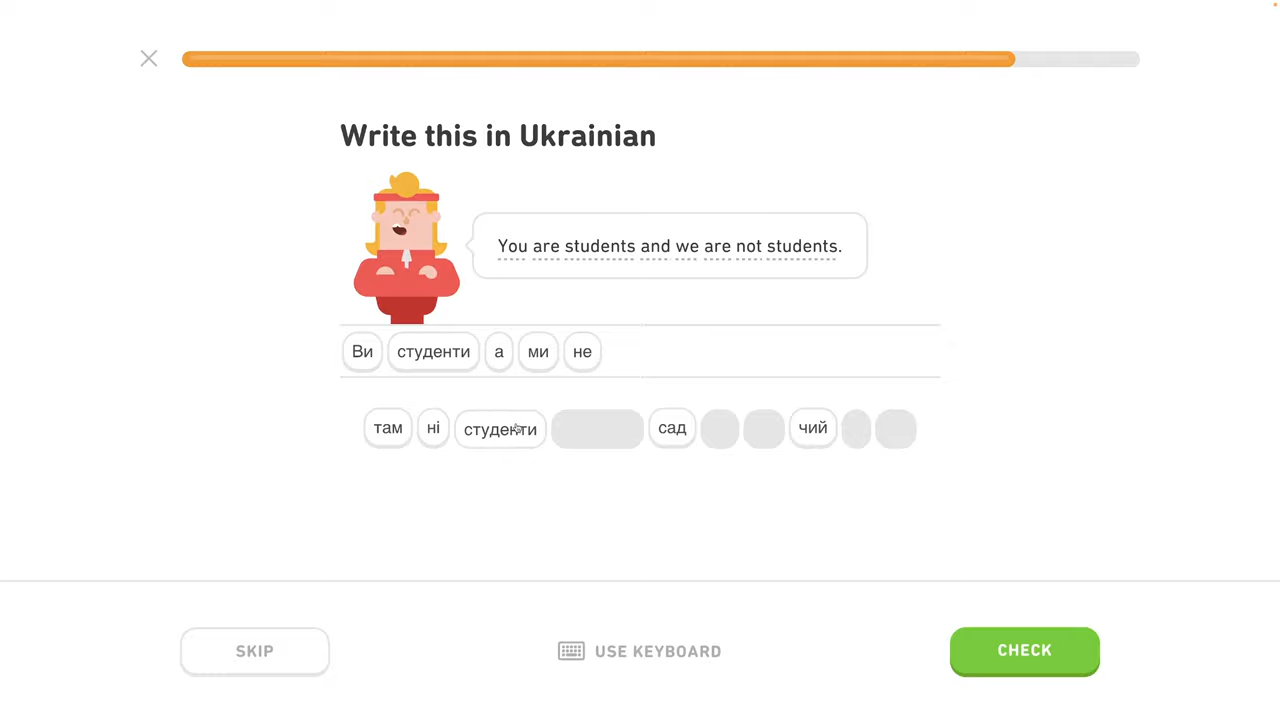 Write this in Ukrainian
You are students and we are not students.
Ви студенти а ми не
там ні студенти сад чий
SKIP USE KEYBOARD CHECK